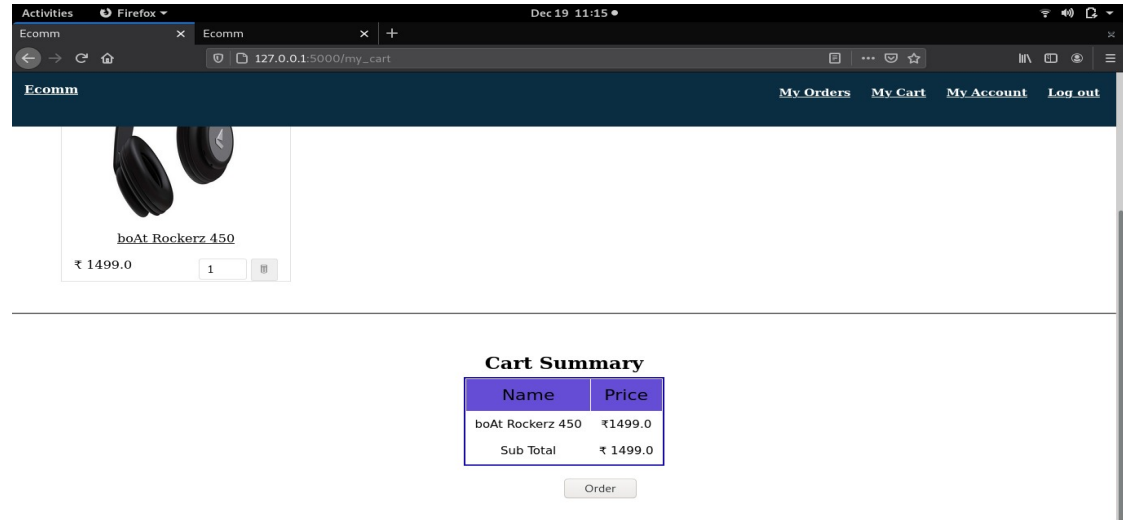 Activities Firefox Dec 19 11:15
Ecomm Ecomm
127.0.0.1:5000/my_cart
Ecomm My Orders My Cart My Account Log out
boAt Rockerz 450
₹ 1499.0 1
Cart Summary
Name Price
boAt Rockerz 450 ₹1499.0
Sub Total ₹ 1499.0
Order